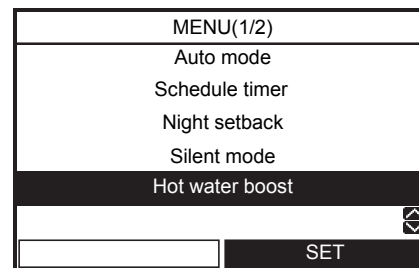 MENU(1/2)
Auto mode
Schedule timer
Night setback
Silent mode
Hot water boost
SET